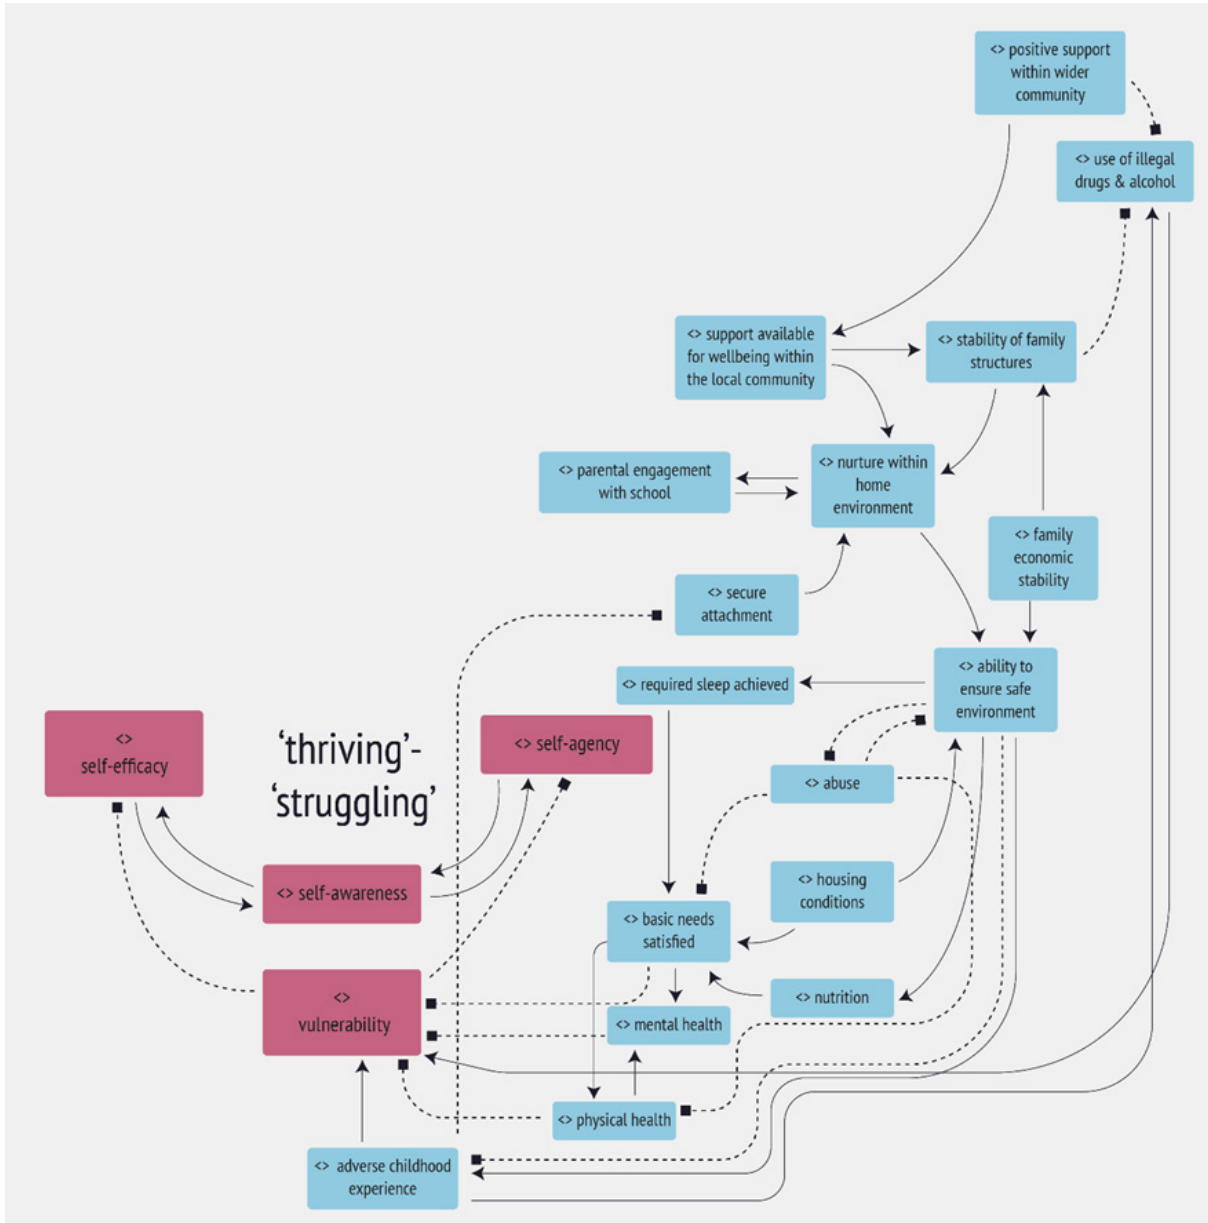 <> positive support
within wider
community
<> use of illegal
drugs & alcohol
<> support available
for wellbeing within
the local community
<> stability of family
structures
<> parental engagement
with school
<> nurture within
home
environment
<> family
economic
stability
<> secure
attachment
<> ability to
ensure safe
environment
<> required sleep achieved
<>
self-efficacy
'thriving'-
'struggling'
<> self-agency
<> abuse
<> self-awareness
<> housing
conditions
<> basic needs
satisfied
<>
vulnerability
<> nutrition
<> mental health
<> physical health
<> adverse childhood
experience